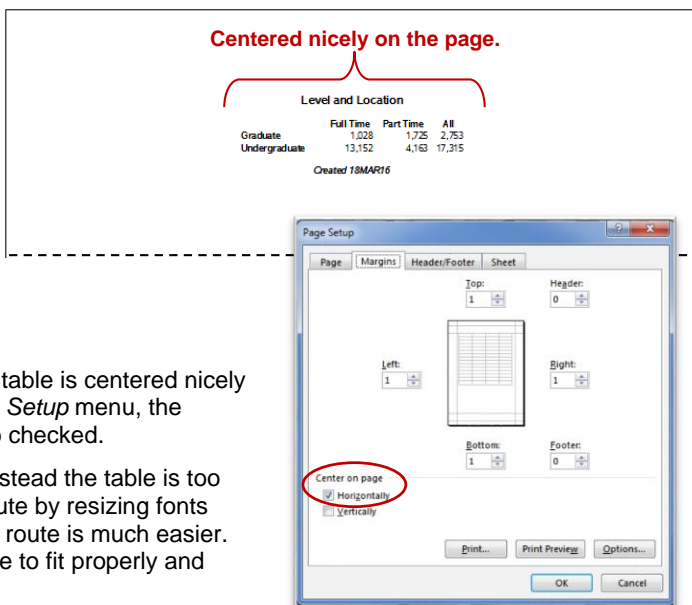 Centered nicely on the page.
Level and Location
Full Time Part Time All
Graduate 1,028 1,725 2,753
Undergraduate 13,152 4,163 17,315
Created 18MAR16
Page Setup
Page Margins Header/Footer Sheet
Top: Header:
1 0
Left: Right:
1 1
Bottom: Footer:
1 0
Center on page
Horizontally
Vertically
Print... Print Preview Options...
OK Cancel
table is centered nicely
Setup menu, the
checked.
stead the table is too
ute by resizing fonts
route is much easier.
e to fit properly and